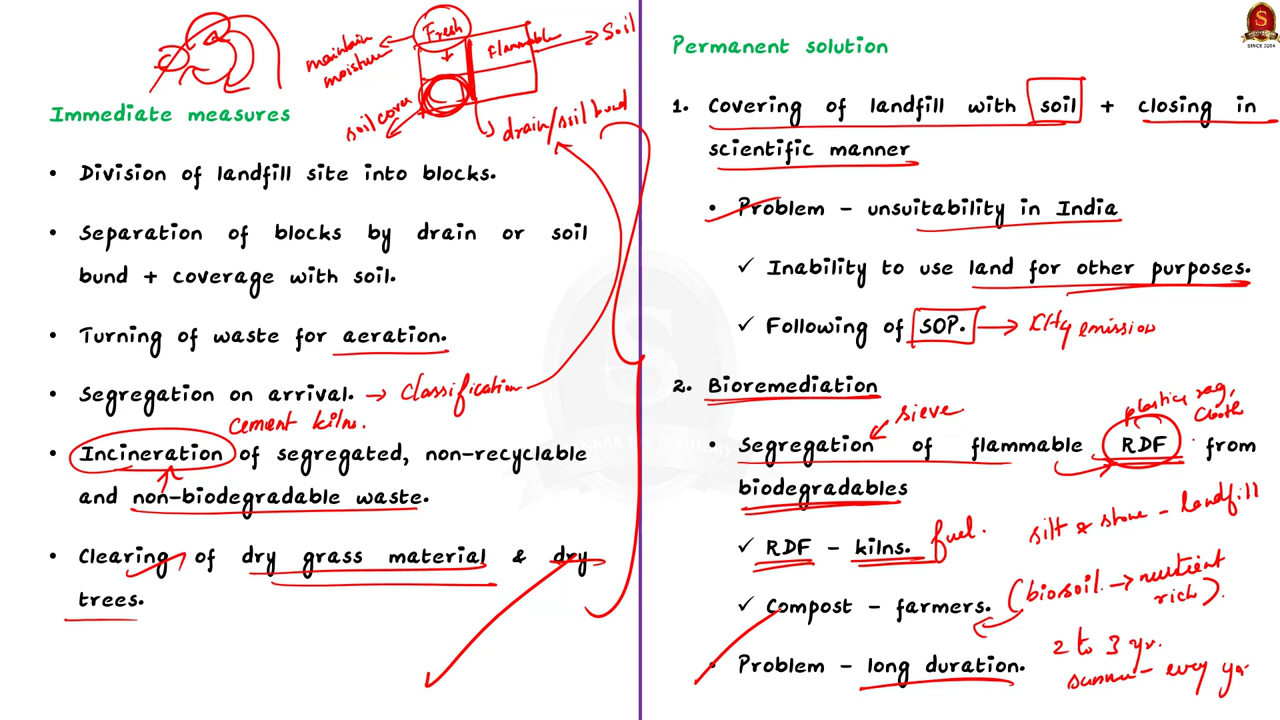 Fresh
Flammable
Soil
maintain
moisture
soil cover
drain/soil bund
Immediate measures
• Division of landfill site into blocks.
• Separation of blocks by drain or soil
bund + coverage with soil.
• Turning of waste for aeration.
• Segregation on arrival. → Classification
cement kilns.
• Incineration of segregated, non-recyclable
and non-biodegradable waste.
• Clearing of dry grass material & dry
trees.
S
SINCE 2004
Permanent solution
1. Covering of landfill with soil + closing in
scientific manner
• Problem – unsuitability in India
✓ Inability to use land for other purposes.
✓ Following of SOP. → CH4 emission
2. Bioremediation
sieve
plastic, rag,
cloth
• Segregation of flammable RDF from
biodegradables
silt & stone – landfill
✓ RDF – kilns. fuel.
✓ Compost – farmers. (biosoil → nutrient
rich).
2 to 3 yr.
• Problem – long duration.
summer – every yr